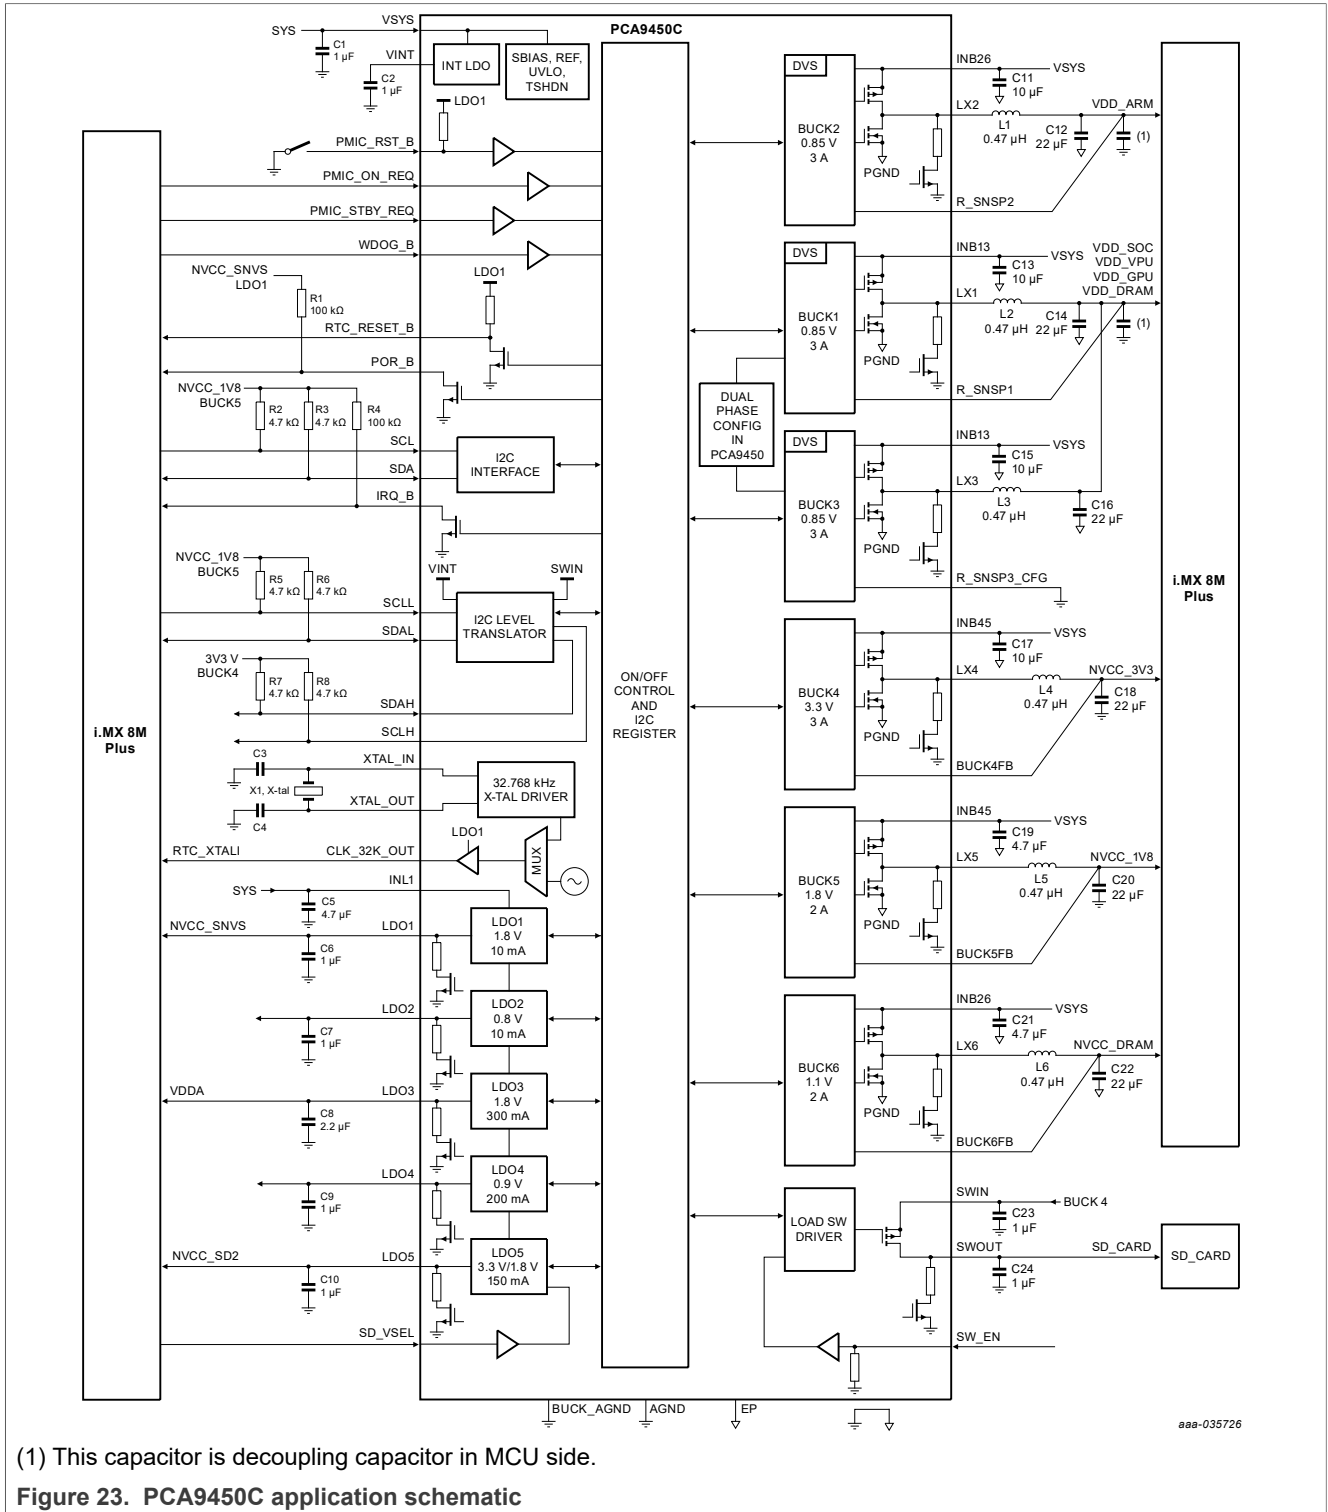 PCA9450C
SYS
VSYS
C1
1 µF
VINT
C2
1 µF
INT LDO
SBIAS, REF,
UVLO,
TSHDN
LDO1
PMIC_RST_B
PMIC_ON_REQ
PMIC_STBY_REQ
WDOG_B
NVCC_SNVS
LDO1
R1
100 kΩ
LDO1
RTC_RESET_B
POR_B
NVCC_1V8
BUCK5
R2
4.7 kΩ
R3
4.7 kΩ
R4
100 kΩ
SCL
SDA
I2C
INTERFACE
IRQ_B
NVCC_1V8
BUCK5
R5
4.7 kΩ
R6
4.7 kΩ
VINT
SWIN
SCLL
SDAL
I2C LEVEL
TRANSLATOR
3V3 V
BUCK4
R7
4.7 kΩ
R8
4.7 kΩ
SDAH
SCLH
i.MX 8M
Plus
C3
XTAL_IN
X1, X-tal
XTAL_OUT
C4
32.768 kHz
X-TAL DRIVER
LDO1
MUX
RTC_XTALI
CLK_32K_OUT
SYS
INL1
C5
4.7 µF
NVCC_SNVS
LDO1
C6
1 µF
LDO1
1.8 V
10 mA
LDO2
C7
1 µF
LDO2
0.8 V
10 mA
VDDA
LDO3
C8
2.2 µF
LDO3
1.8 V
300 mA
LDO4
C9
1 µF
LDO4
0.9 V
200 mA
NVCC_SD2
LDO5
C10
1 µF
LDO5
3.3 V/1.8 V
150 mA
SD_VSEL
ON/OFF
CONTROL
AND
I2C
REGISTER
DVS
BUCK2
0.85 V
3 A
PGND
INB26
VSYS
C11
10 µF
LX2
L1
0.47 µH
C12
22 µF
VDD_ARM
(1)
R_SNSP2
DVS
BUCK1
0.85 V
3 A
PGND
INB13
VSYS
C13
10 µF
VDD_SOC
VDD_VPU
VDD_GPU
VDD_DRAM
LX1
L2
0.47 µH
C14
22 µF
(1)
R_SNSP1
DUAL
PHASE
CONFIG
IN
PCA9450
DVS
BUCK3
0.85 V
3 A
PGND
INB13
VSYS
C15
10 µF
LX3
L3
0.47 µH
C16
22 µF
R_SNSP3_CFG
i.MX 8M
Plus
BUCK4
3.3 V
3 A
PGND
INB45
VSYS
C17
10 µF
LX4
L4
0.47 µH
NVCC_3V3
C18
22 µF
BUCK4FB
BUCK5
1.8 V
2 A
PGND
INB45
VSYS
C19
4.7 µF
LX5
L5
0.47 µH
NVCC_1V8
C20
22 µF
BUCK5FB
BUCK6
1.1 V
2 A
PGND
INB26
VSYS
C21
4.7 µF
LX6
L6
0.47 µH
NVCC_DRAM
C22
22 µF
BUCK6FB
LOAD SW
DRIVER
SWIN
BUCK 4
C23
1 µF
SWOUT
SD_CARD
C24
1 µF
SD_CARD
SW_EN
BUCK_AGND
AGND
EP
aaa-035726
(1) This capacitor is decoupling capacitor in MCU side.
Figure 23. PCA9450C application schematic